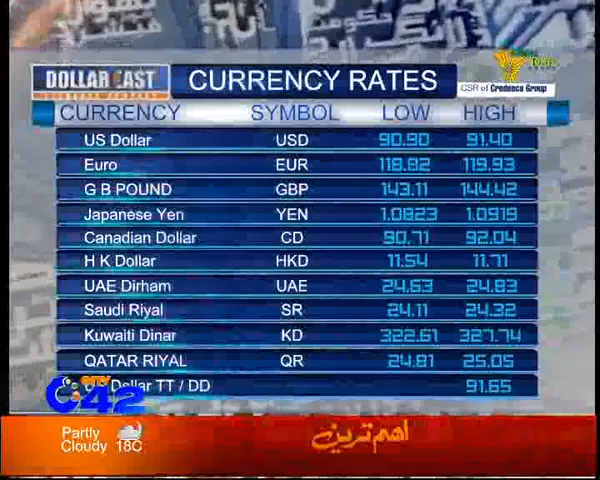 DOLLAR EAST
CURRENCY RATES
CSR of Credence Group
CURRENCY SYMBOL LOW HIGH
US Dollar USD 90.90 91.40
Euro EUR 118.82 119.93
G B POUND GBP 143.11 144.42
Japanese Yen YEN 1.0823 1.0919
Canadian Dollar CD 90.71 92.04
H K Dollar HKD 11.54 11.71
UAE Dirham UAE 24.63 24.83
Saudi Riyal SR 24.11 24.32
Kuwaiti Dinar KD 322.61 327.74
QATAR RIYAL QR 24.81 25.05
Dollar TT / DD 91.65
CITY
42
Partly
Cloudy 18C
اہم ترین